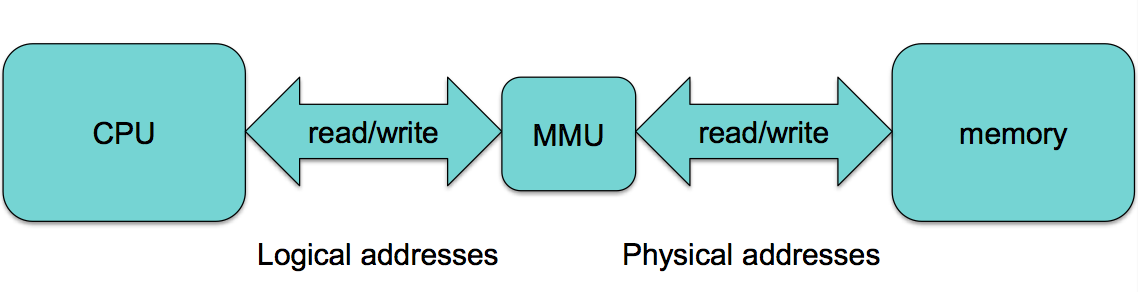 CPU
read/write
MMU
read/write
memory
Logical addresses
Physical addresses